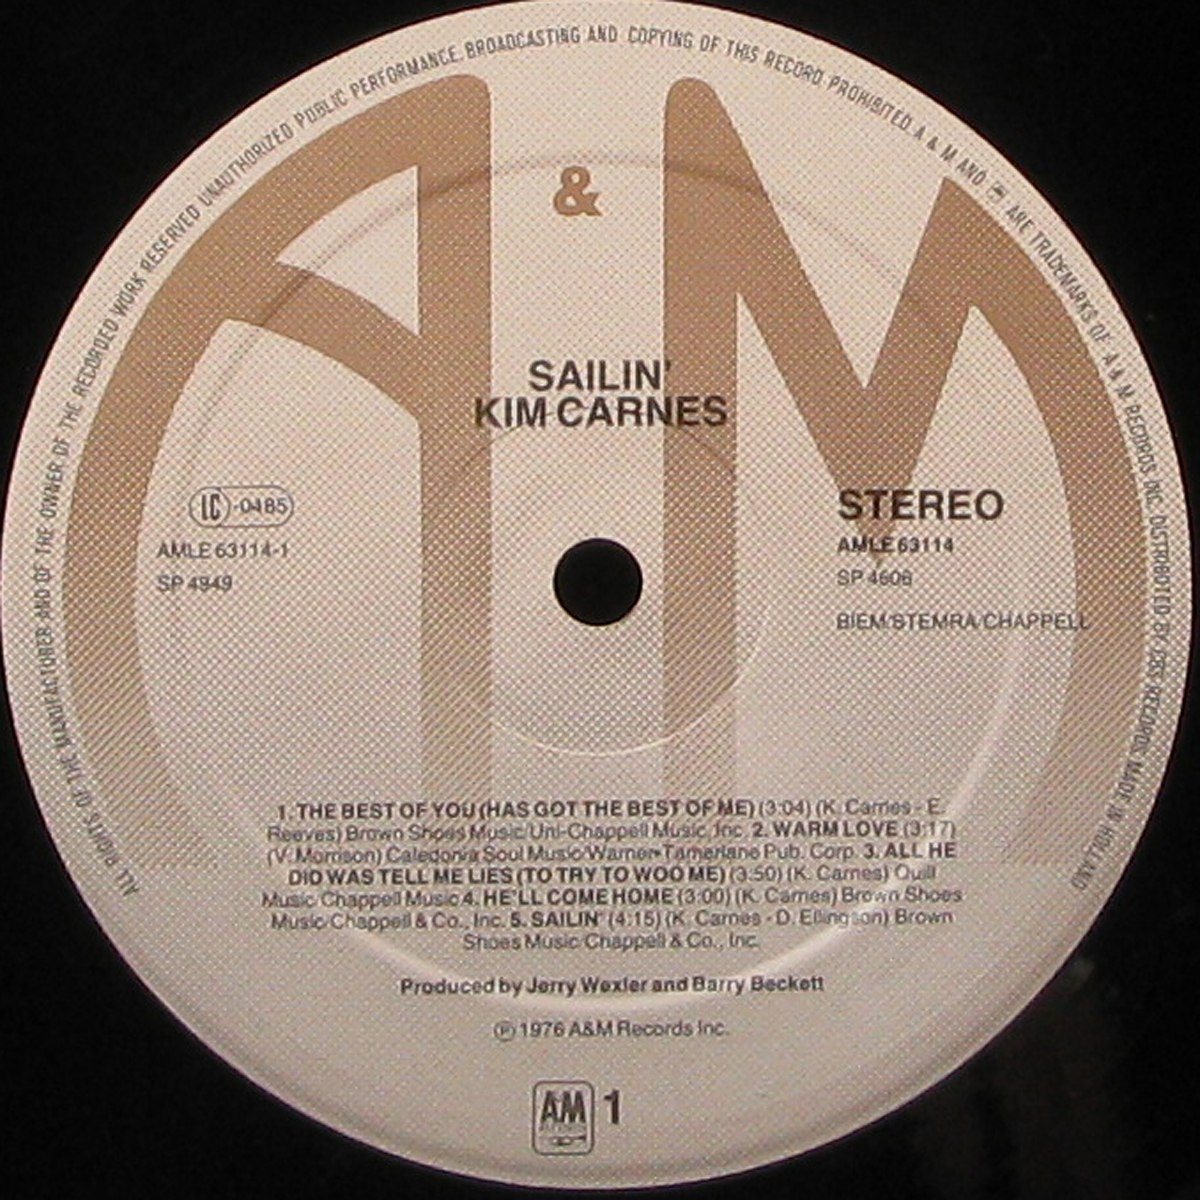 ALL RIGHTS OF THE MANUFACTURER AND OF THE OWNER OF THE RECORDED WORK RESERVED UNAUTHORIZED PUBLIC PERFORMANCE, BROADCASTING AND COPYING OF THIS RECORD PROHIBITED. A & M AND ARE TRADEMARKS OF A & M RECORDS INC. DISTRIBUTED BY CBS RECORDS. MADE IN HOLLAND
A & M
SAILIN'
KIM CARNES
LC -0485
AMLE 63114-1
SP 4949
STEREO
AMLE 63114
SP 4606
BIEM/STEMRA/CHAPPELL
1. THE BEST OF YOU (HAS GOT THE BEST OF ME) (3:04) (K. Carnes - E.
Reeves) Brown Shoes Music/Uni-Chappell Music, Inc. 2. WARM LOVE (3:17)
(V. Morrison) Caledonia Soul Music/Warner-Tamerlane Pub. Corp. 3. ALL HE
DID WAS TELL ME LIES (TO TRY TO WOO ME) (3:50) (K. Carnes) Quill
Music/Chappell Music 4. HE'LL COME HOME (3:00) (K. Carnes) Brown Shoes
Music/Chappell & Co., Inc. 5. SAILIN' (4:15) (K. Carnes - D. Ellingson) Brown
Shoes Music/Chappell & Co., Inc.
Produced by Jerry Wexler and Barry Beckett
℗ 1976 A&M Records Inc.
A&M 1